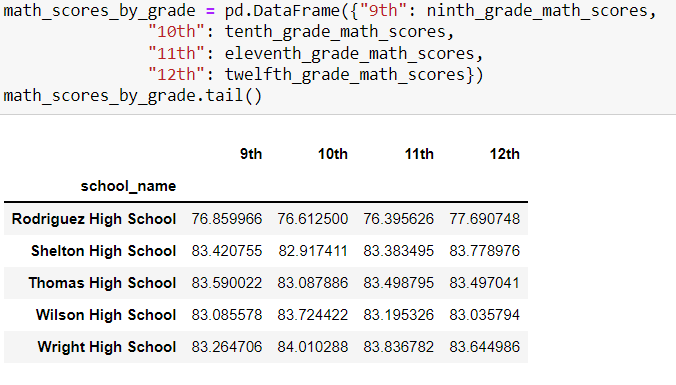 math_scores_by_grade = pd.DataFrame({"9th": ninth_grade_math_scores,
              "10th": tenth_grade_math_scores,
              "11th": eleventh_grade_math_scores,
              "12th": twelfth_grade_math_scores})
math_scores_by_grade.tail()
9th 10th 11th 12th
school_name
Rodriguez High School 76.859966 76.612500 76.395626 77.690748
Shelton High School 83.420755 82.917411 83.383495 83.778976
Thomas High School 83.590022 83.087886 83.498795 83.497041
Wilson High School 83.085578 83.724422 83.195326 83.035794
Wright High School 83.264706 84.010288 83.836782 83.644986